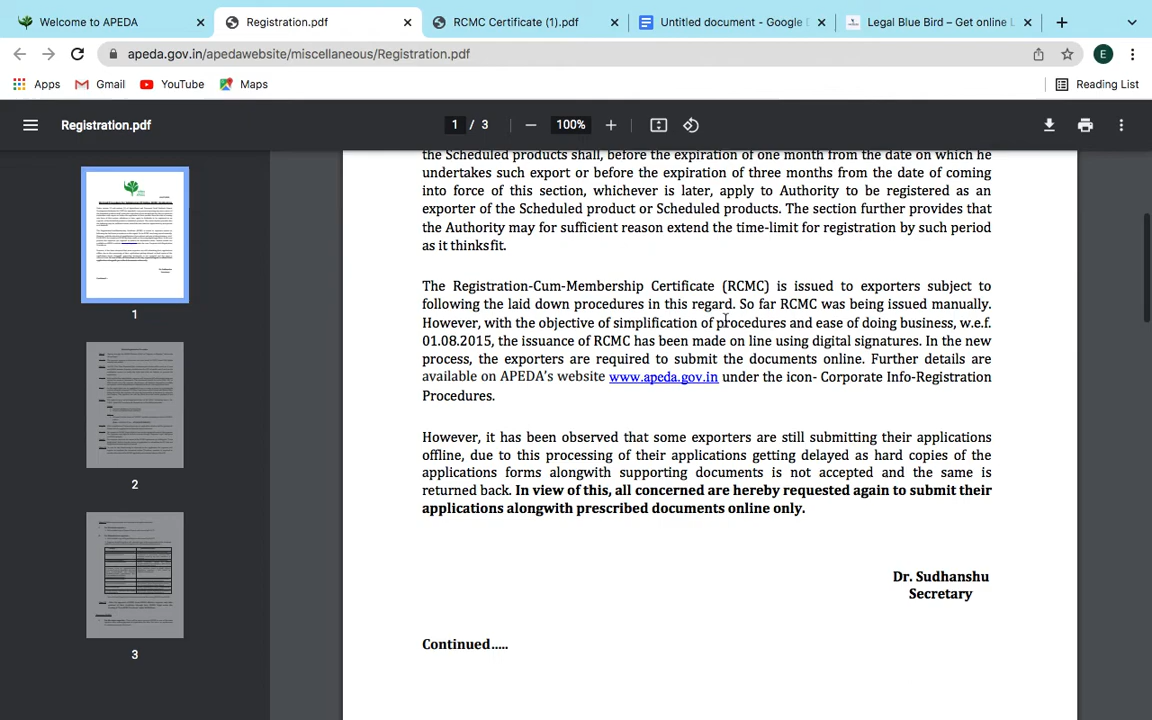 Welcome to APEDA
Registration.pdf
RCMC Certificate (1).pdf
Untitled document - Google
Legal Blue Bird – Get online L
apeda.gov.in/apedawebsite/miscellaneous/Registration.pdf
E
Apps
Gmail
YouTube
Maps
Reading List
Registration.pdf
1 / 3
100%
the Scheduled products shall, before the expiration of one month from the date on which he
undertakes such export or before the expiration of three months from the date of coming
into force of this section, whichever is later, apply to Authority to be registered as an
exporter of the Scheduled product or Scheduled products. The section further provides that
the Authority may for sufficient reason extend the time-limit for registration by such period
as it thinks fit.
The Registration-Cum-Membership Certificate (RCMC) is issued to exporters subject to
following the laid down procedures in this regard. So far RCMC was being issued manually.
However, with the objective of simplification of procedures and ease of doing business, w.e.f.
01.08.2015, the issuance of RCMC has been made on line using digital signatures. In the new
process, the exporters are required to submit the documents online. Further details are
available on APEDA's website www.apeda.gov.in under the icon- Corporate Info-Registration
Procedures.
However, it has been observed that some exporters are still submitting their applications
offline, due to this processing of their applications getting delayed as hard copies of the
applications forms alongwith supporting documents is not accepted and the same is
returned back. In view of this, all concerned are hereby requested again to submit their
applications alongwith prescribed documents online only.
Dr. Sudhanshu
Secretary
Continued.....
1
2
3